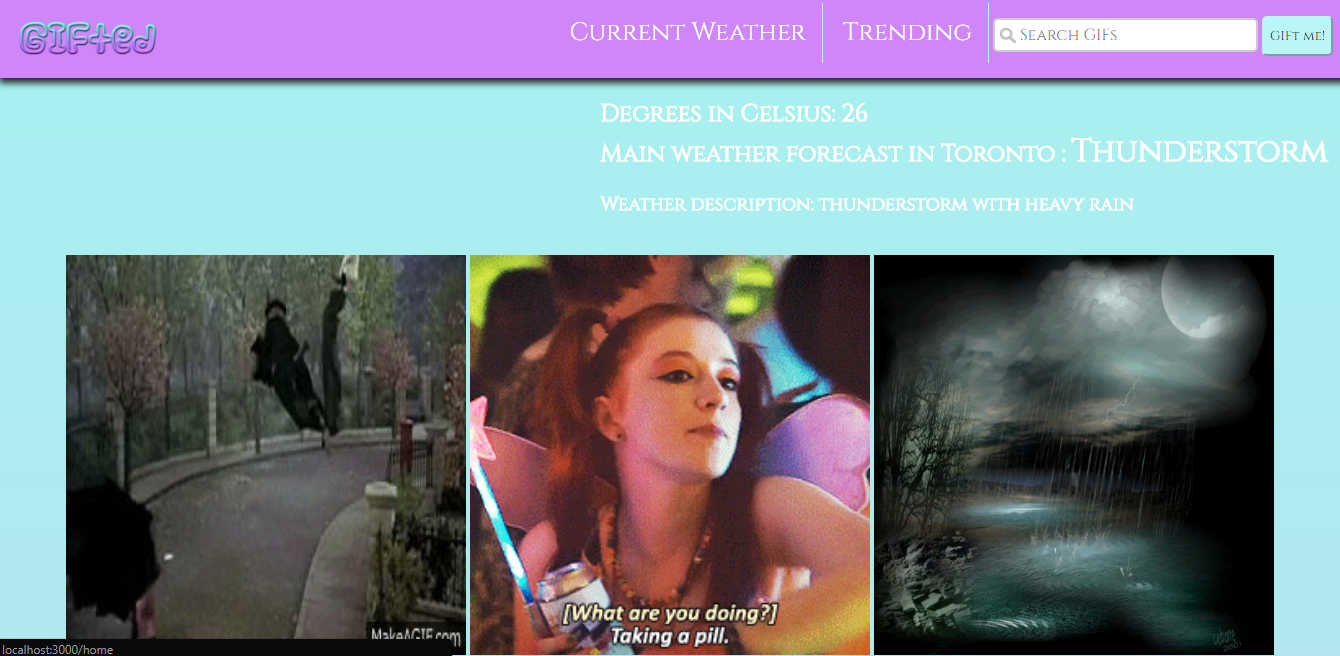 GIFted
Current Weather
Trending
Search GIFs
GIFt me!
Degrees in Celsius: 26
Main weather forecast in Toronto : Thunderstorm
Weather description: thunderstorm with heavy rain
MakeAGIF.com
[What are you doing?]
Taking a pill.
localhost:3000/home